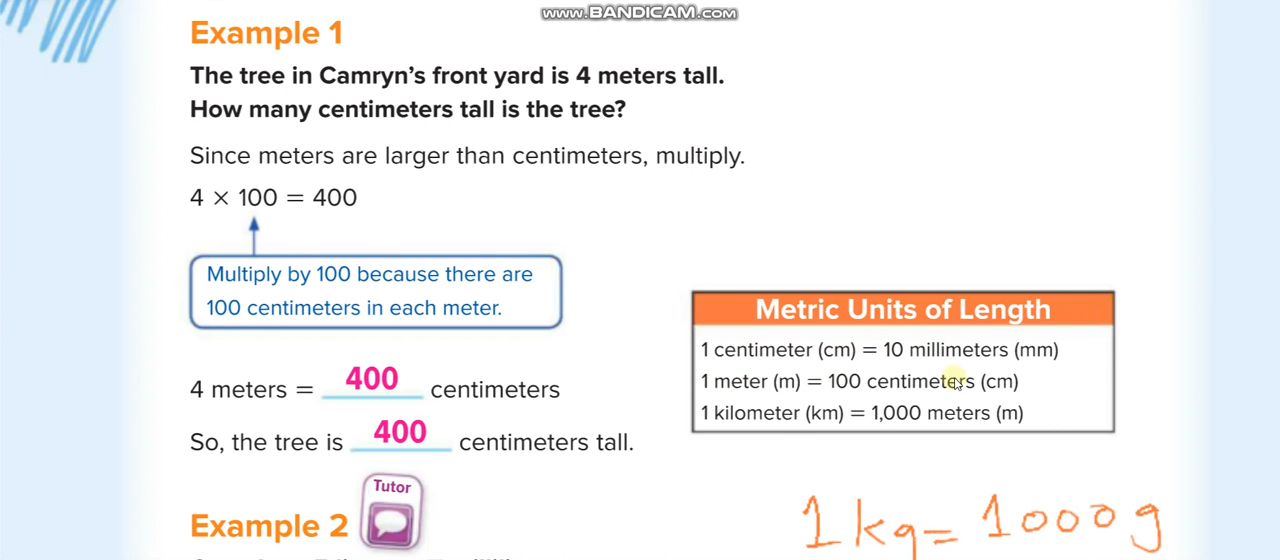 www.BANDICAM.com
Example 1
The tree in Camryn's front yard is 4 meters tall.
How many centimeters tall is the tree?
Since meters are larger than centimeters, multiply.
4 × 100 = 400
Multiply by 100 because there are
100 centimeters in each meter.
Metric Units of Length
1 centimeter (cm) = 10 millimeters (mm)
1 meter (m) = 100 centimeters (cm)
1 kilometer (km) = 1,000 meters (m)
4 meters = 400 centimeters
So, the tree is 400 centimeters tall.
Tutor
Example 2
1 kg = 1000 g